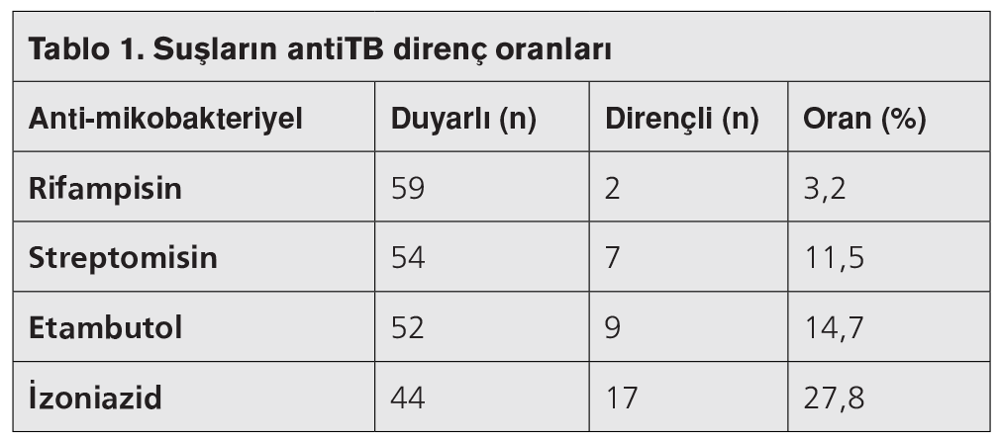 Tablo 1. Suşların antiTB direnç oranları
Anti-mikobakteriyel Duyarlı (n) Dirençli (n) Oran (%)
Rifampisin 59 2 3,2
Streptomisin 54 7 11,5
Etambutol 52 9 14,7
İzoniazid 44 17 27,8